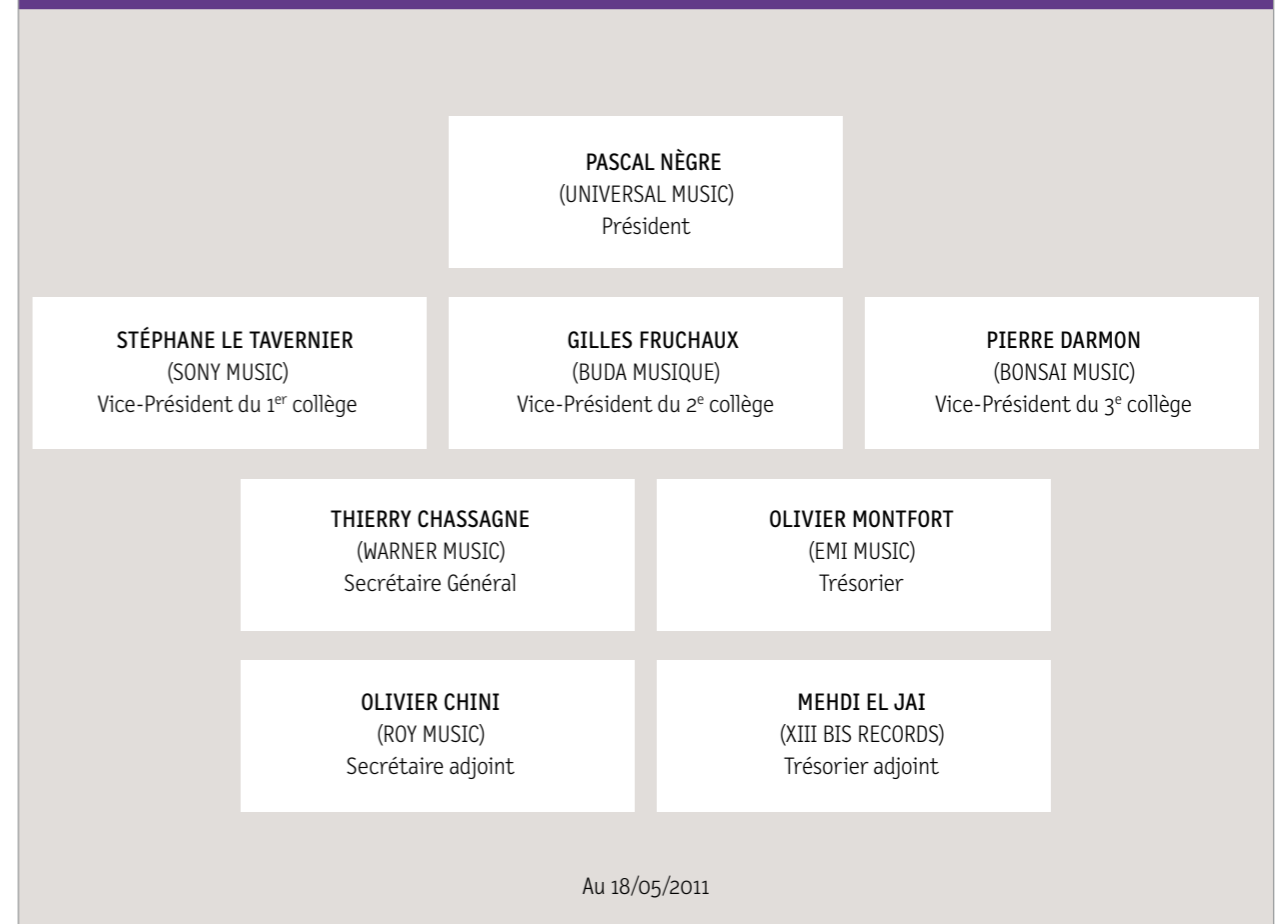 PASCAL NÈGRE
(UNIVERSAL MUSIC)
Président
STÉPHANE LE TAVERNIER
(SONY MUSIC)
Vice-Président du 1er collège
GILLES FRUCHAUX
(BUDA MUSIQUE)
Vice-Président du 2e collège
PIERRE DARMON
(BONSAI MUSIC)
Vice-Président du 3e collège
THIERRY CHASSAGNE
(WARNER MUSIC)
Secrétaire Général
OLIVIER MONTFORT
(EMI MUSIC)
Trésorier
OLIVIER CHINI
(ROY MUSIC)
Secrétaire adjoint
MEHDI EL JAI
(XIII BIS RECORDS)
Trésorier adjoint
Au 18/05/2011